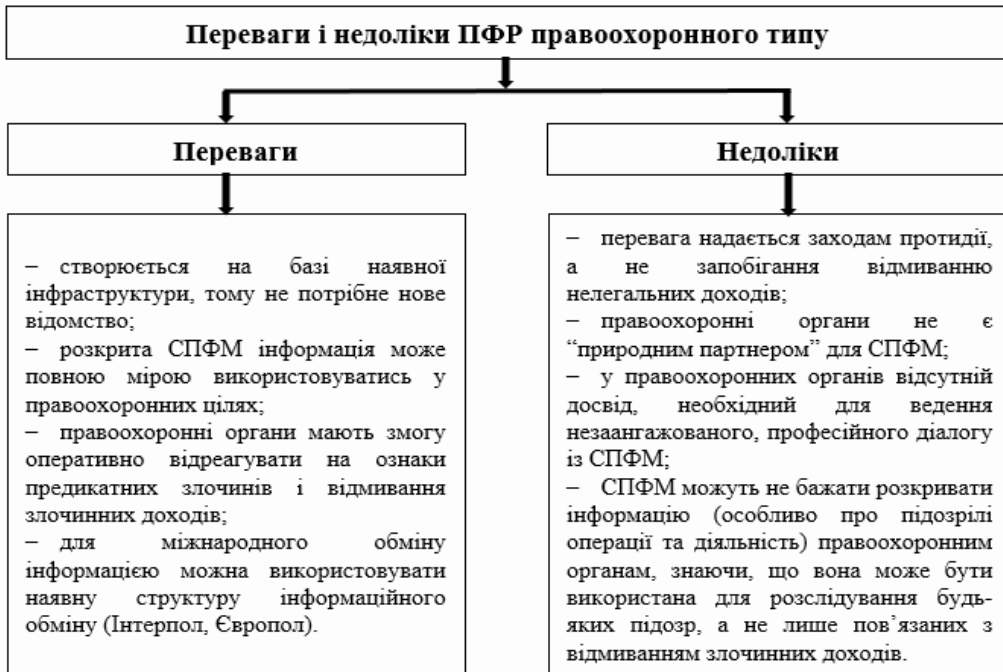 Переваги і недоліки ПФР правоохоронного типу
Переваги
– створюється на базі наявної
інфраструктури, тому не потрібне нове
відомство;
– розкрита СПФМ інформація може
повною мірою використовуватись у
правоохоронних цілях;
– правоохоронні органи мають змогу
оперативно відреагувати на ознаки
предикатних злочинів і відмивання
злочинних доходів;
– для міжнародного обміну
інформацією можна використовувати
наявну структуру інформаційного
обміну (Інтерпол, Європол).
Недоліки
– перевага надається заходам протидії,
а не запобігання відмиванню
нелегальних доходів;
– правоохоронні органи не є
“природним партнером” для СПФМ;
– у правоохоронних органів відсутній
досвід, необхідний для ведення
незаангажованого, професійного діалогу
із СПФМ;
– СПФМ можуть не бажати розкривати
інформацію (особливо про підозрілі
операції та діяльність) правоохоронним
органам, знаючи, що вона може бути
використана для розслідування будь-
яких підозр, а не лише пов’язаних з
відмиванням злочинних доходів.